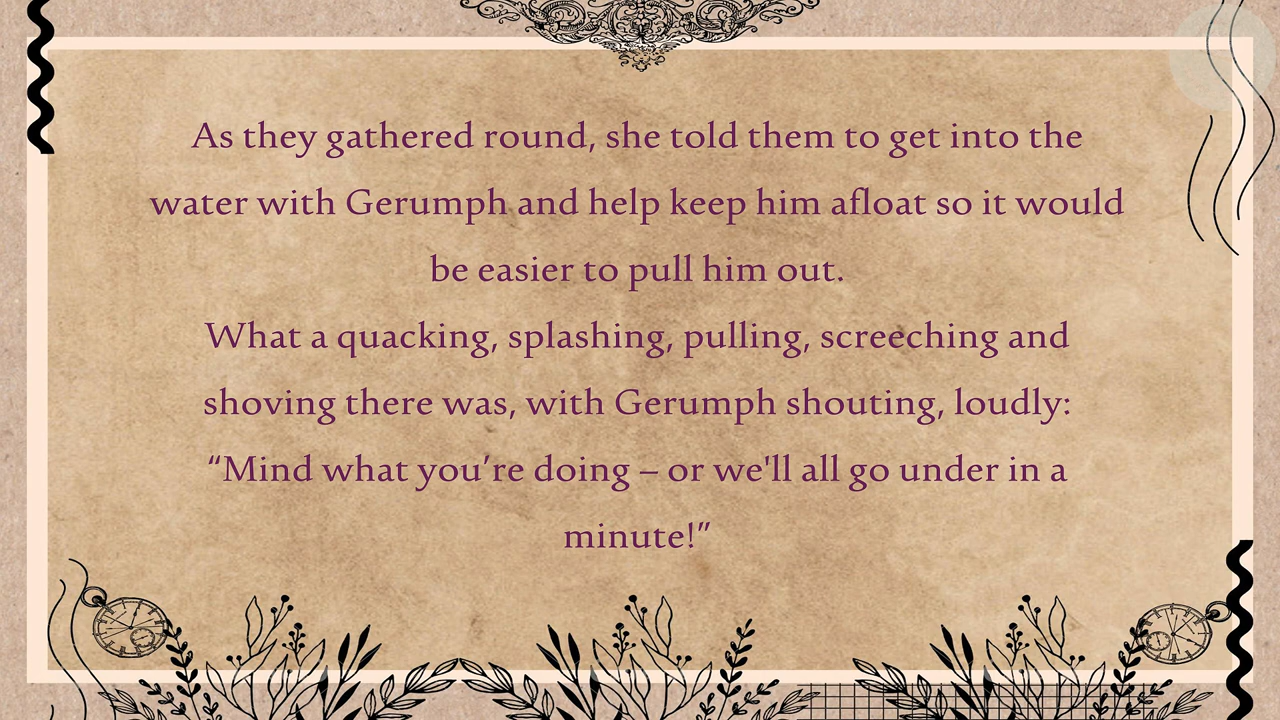 As they gathered round, she told them to get into the
water with Gerumph and help keep him afloat so it would
be easier to pull him out.
What a quacking, splashing, pulling, screeching and
shoving there was, with Gerumph shouting, loudly:
“Mind what you’re doing – or we'll all go under in a
minute!”